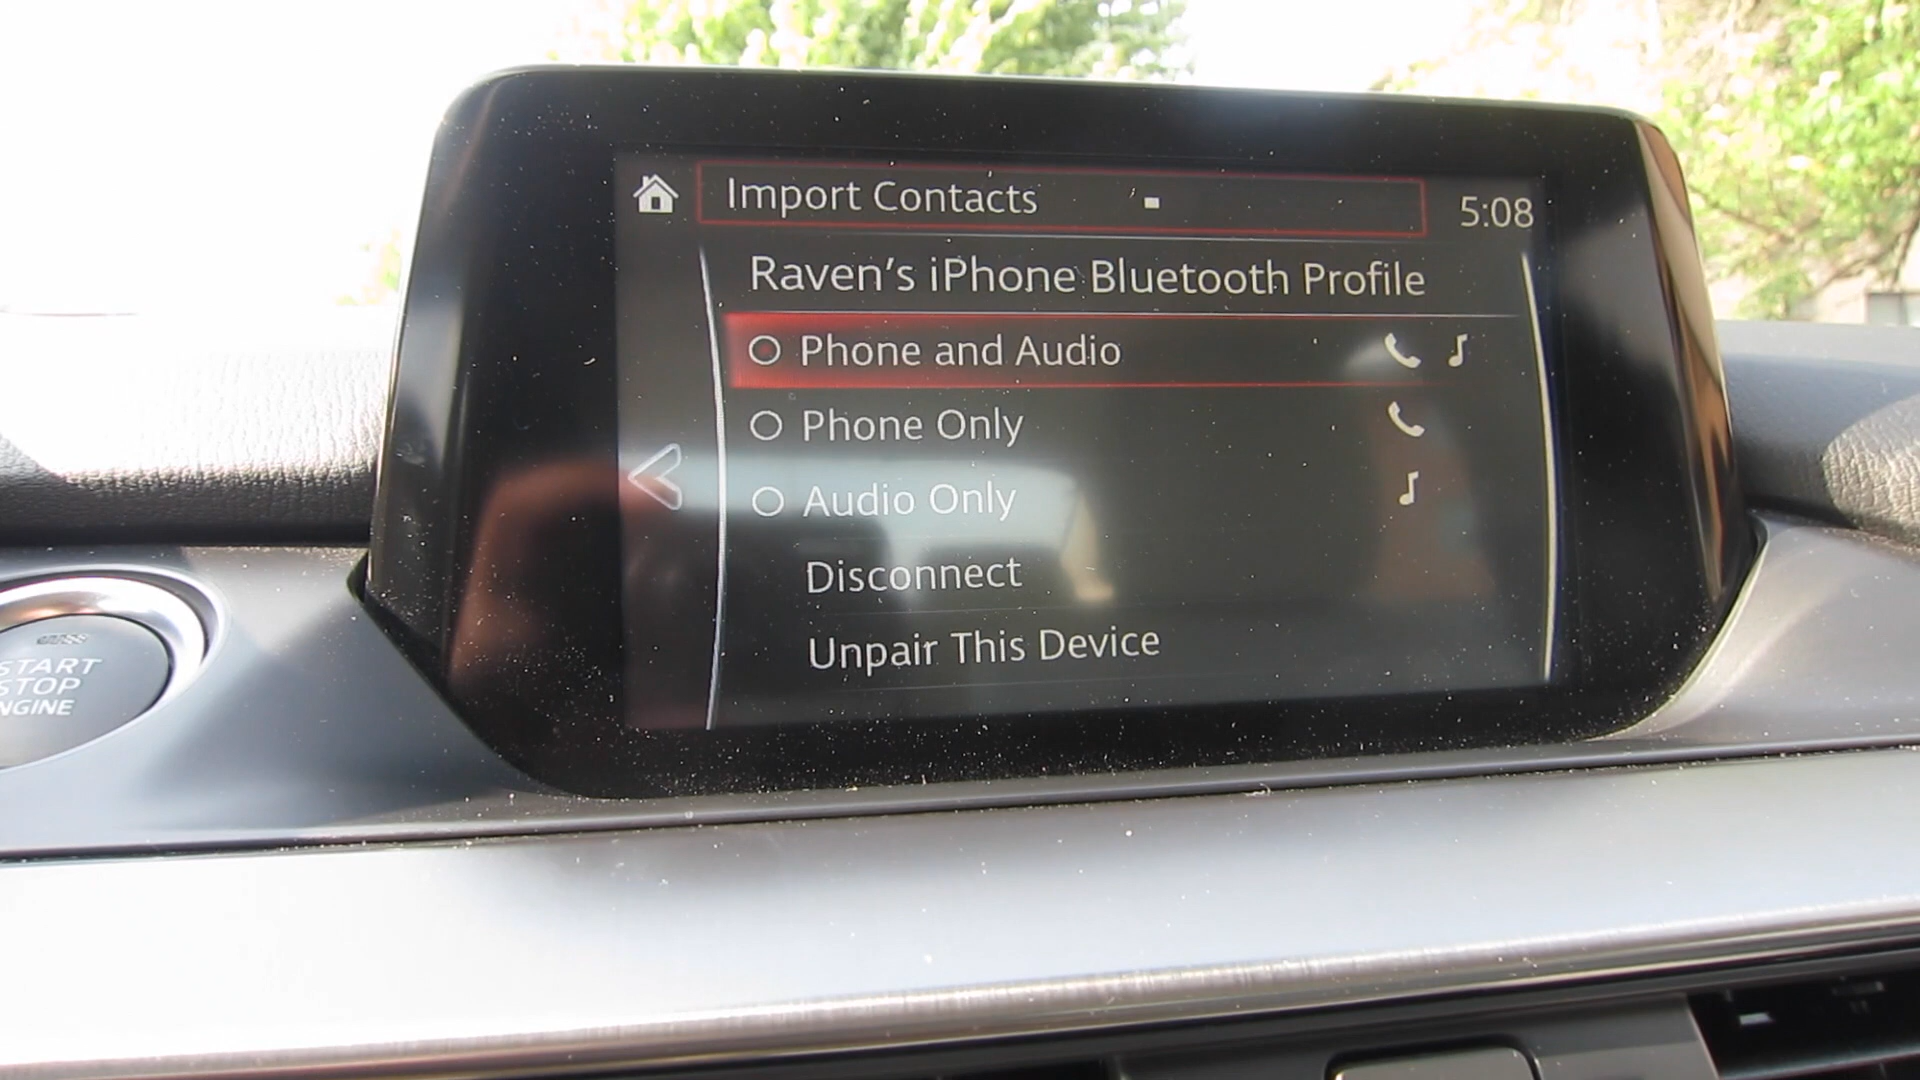 Import Contacts
5:08
Raven's iPhone Bluetooth Profile
Phone and Audio
Phone Only
Audio Only
Disconnect
Unpair This Device
START
STOP
NGINE